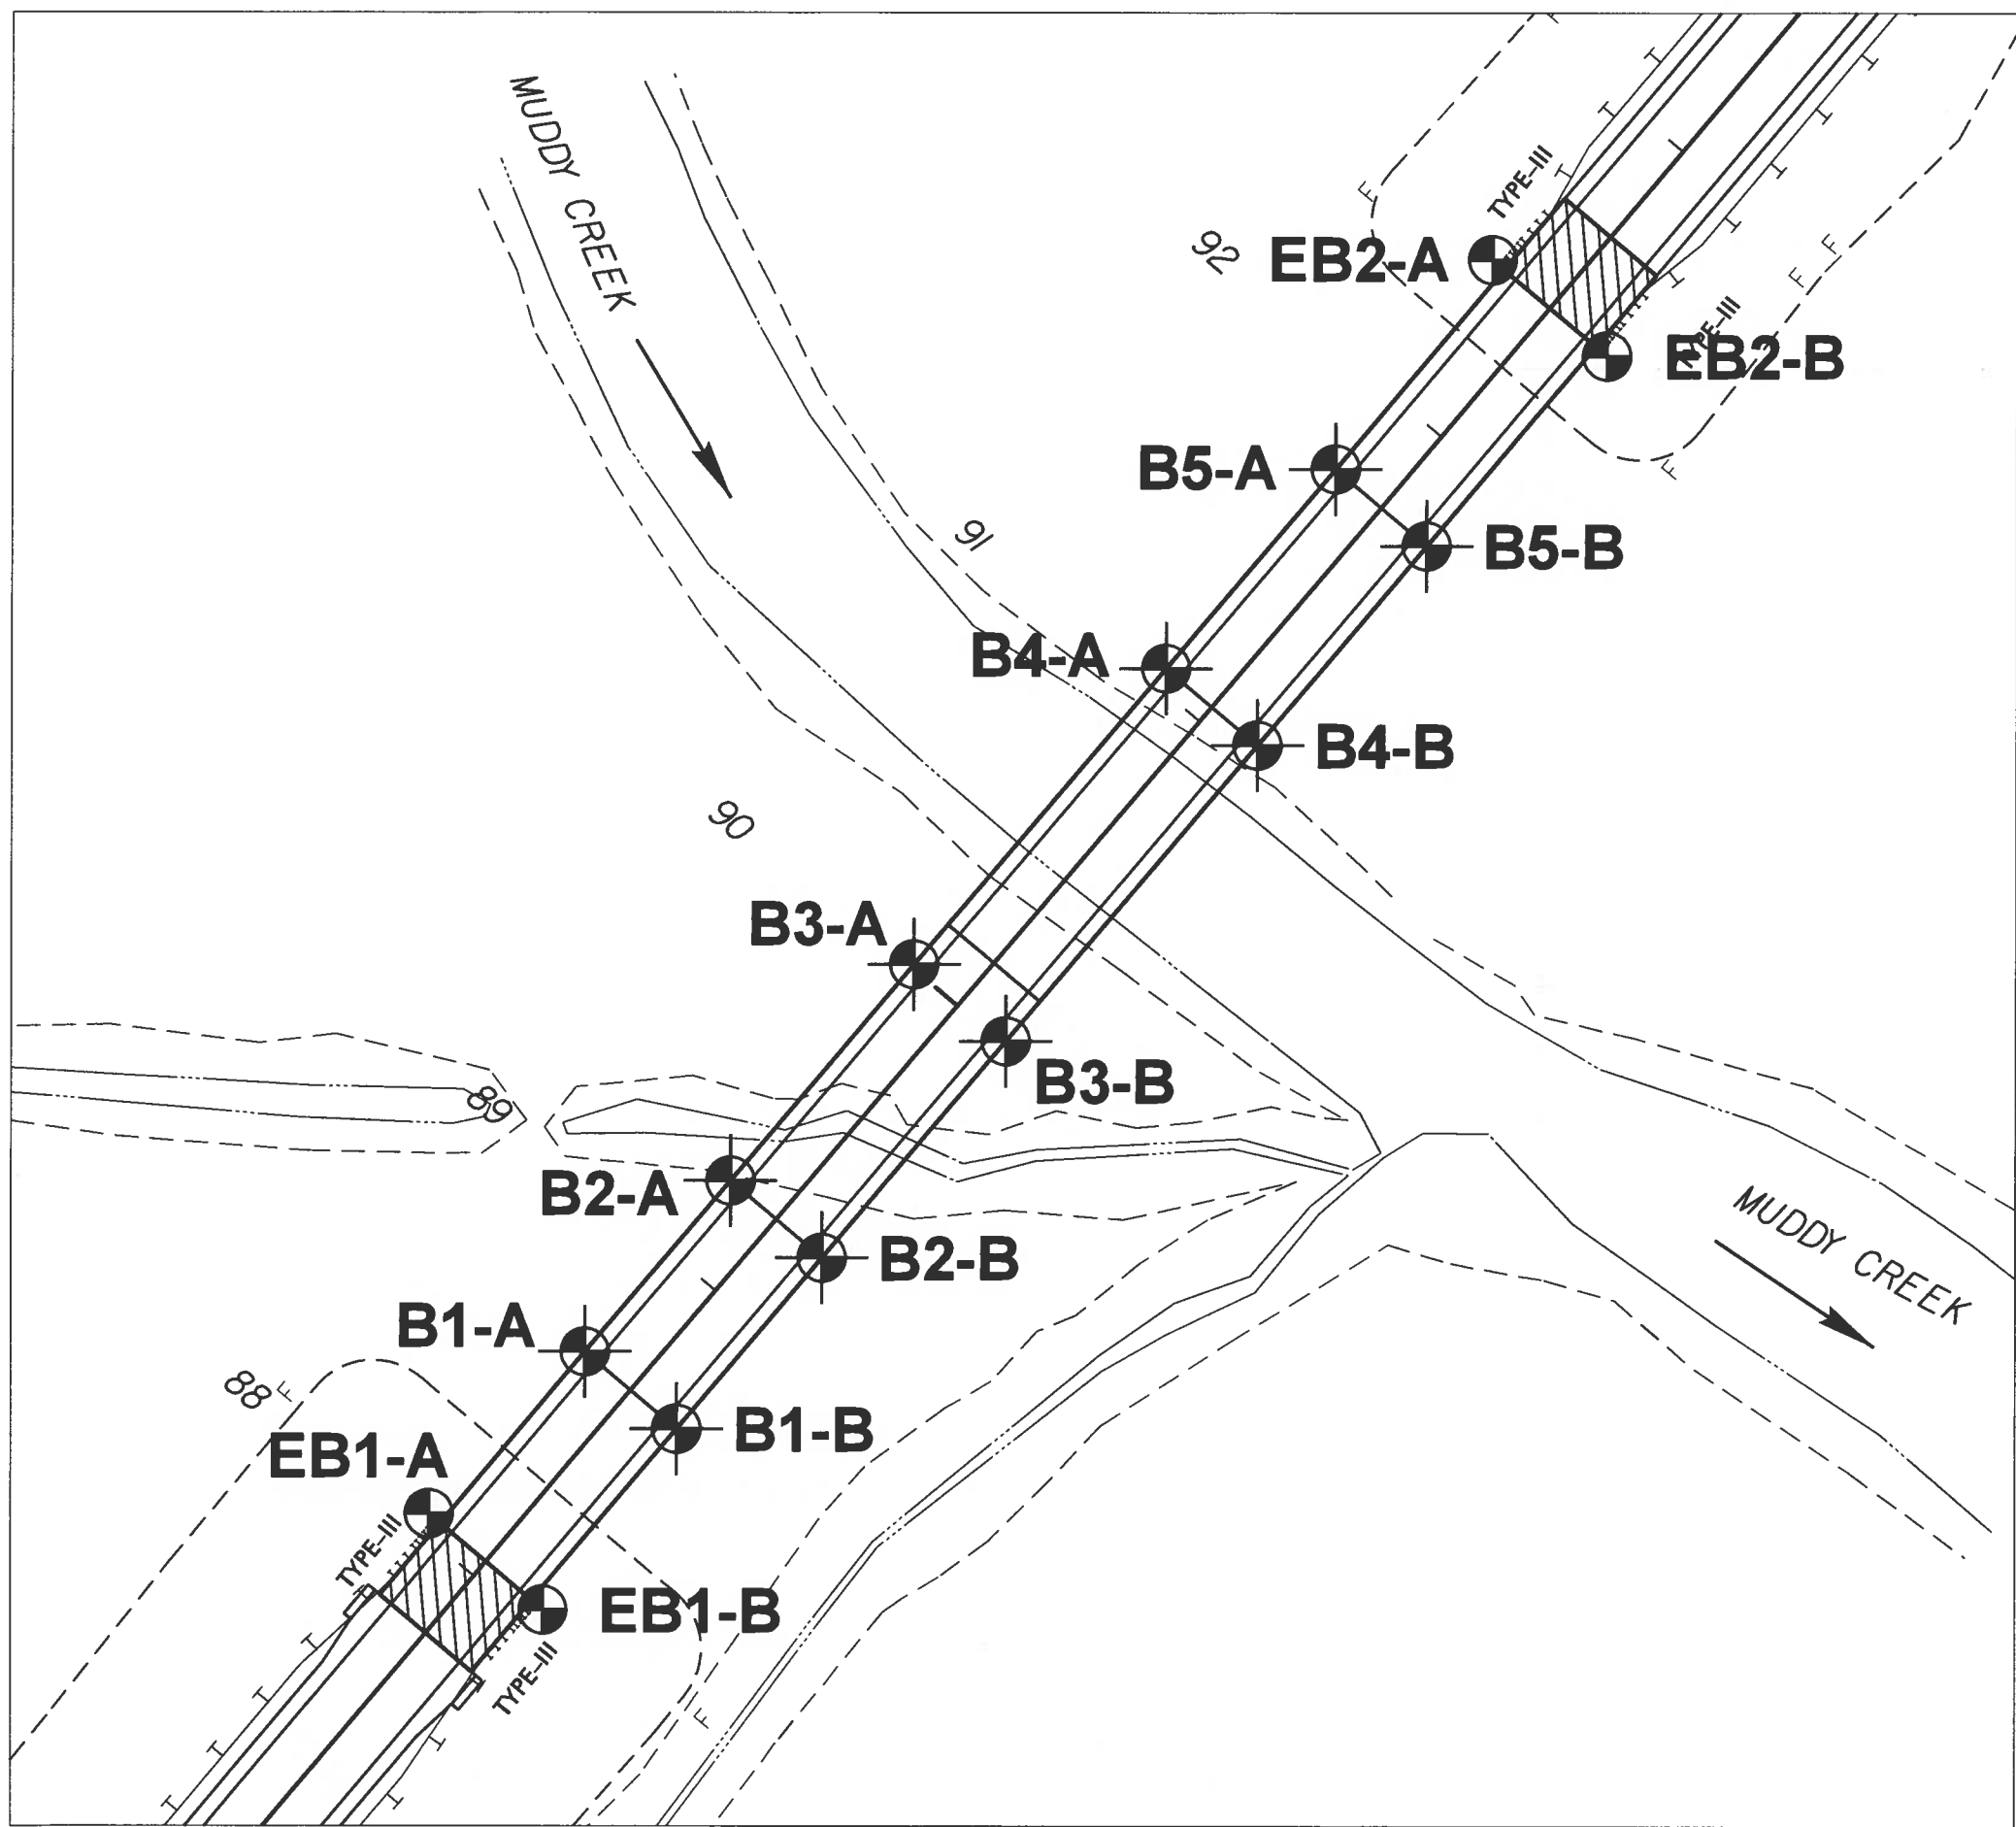 MUDDY CREEK
TYPE-III
92
EB2-A
TYPE-III
EB2-B
B5-A
91
B5-B
B4-A
B4-B
90
B3-A
B3-B
89
B2-A
MUDDY CREEK
B2-B
B1-A
88
B1-B
EB1-A
TYPE-III
EB1-B
TYPE-III
F
F
F
F
F
F
F